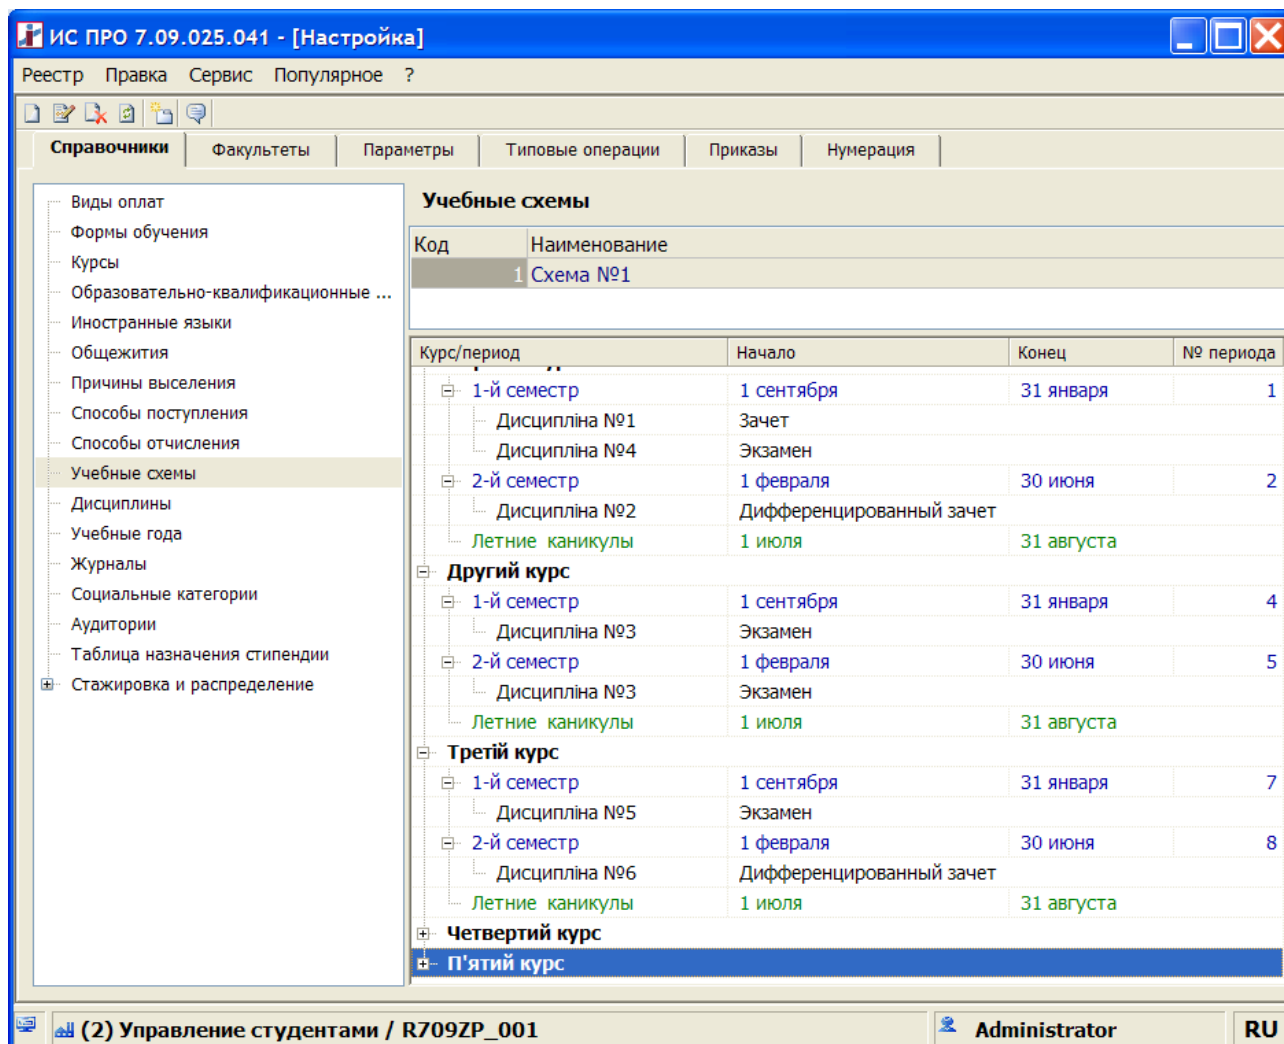 ИС ПРО 7.09.025.041 - [Настройка]
Реестр Правка Сервис Популярное ?
Справочники Факультеты Параметры Типовые операции Приказы Нумерация
Виды оплат
Формы обучения
Курсы
Образовательно-квалификационные ...
Иностранные языки
Общежития
Причины выселения
Способы поступления
Способы отчисления
Учебные схемы
Дисциплины
Учебные года
Журналы
Социальные категории
Аудитории
Таблица назначения стипендии
Стажировка и распределение
Учебные схемы
Код Наименование
1 Схема №1
Курс/период Начало Конец № периода
1-й семестр 1 сентября 31 января 1
Дисципліна №1 Зачет
Дисципліна №4 Экзамен
2-й семестр 1 февраля 30 июня 2
Дисципліна №2 Дифференцированный зачет
Летние каникулы 1 июля 31 августа
Другий курс
1-й семестр 1 сентября 31 января 4
Дисципліна №3 Экзамен
2-й семестр 1 февраля 30 июня 5
Дисципліна №3 Экзамен
Летние каникулы 1 июля 31 августа
Третій курс
1-й семестр 1 сентября 31 января 7
Дисципліна №5 Экзамен
2-й семестр 1 февраля 30 июня 8
Дисципліна №6 Дифференцированный зачет
Летние каникулы 1 июля 31 августа
Четвертий курс
П'ятий курс
(2) Управление студентами / R709ZP_001 Administrator RU